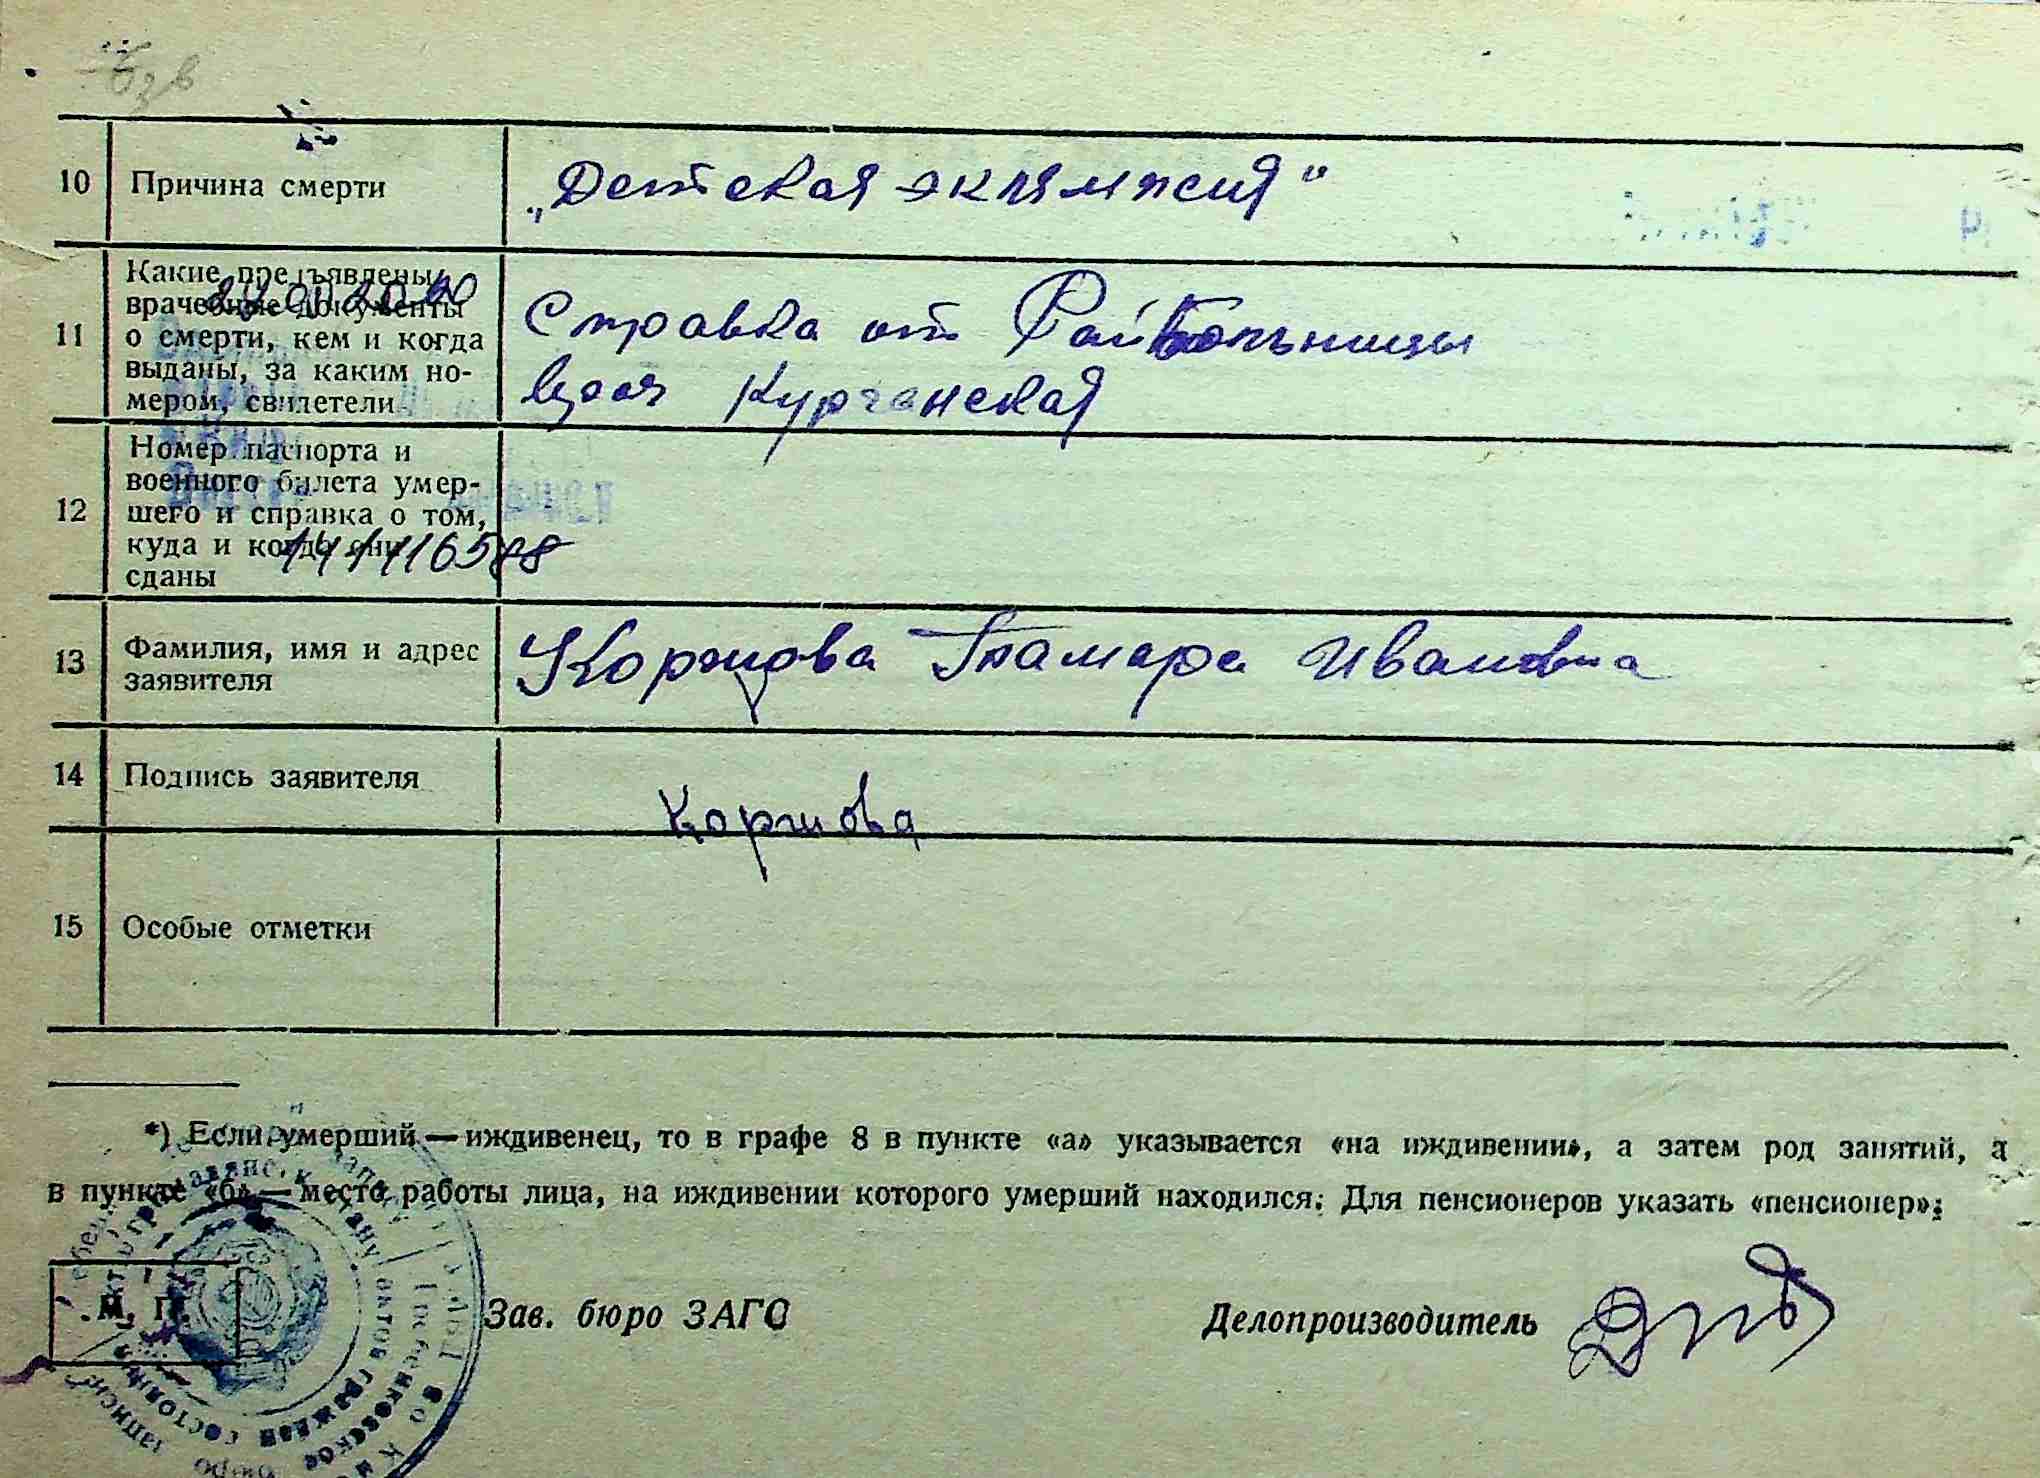 10 Причина смерти „Детская эклямпсия“
11 Какие предъявлены
врачебные документы
о смерти, кем и когда
выданы, за каким но-
мером, свидетели
Справка от Райбольницы
врач Курганская
12 Номер паспорта и
военного билета умер-
шего и справка о том,
куда и когда они
сданы
13 Фамилия, имя и адрес
заявителя
Коршова Тамара Ивановна
14 Подпись заявителя
Коршова
15 Особые отметки
*) Если умерший — иждивенец, то в графе 8 в пункте «а» указывается «на иждивении», а затем род занятий, а
в пункте «б» — место работы лица, на иждивении которого умерший находился. Для пенсионеров указать «пенсионер».
М. П. Зав. бюро ЗАГС Делопроизводитель